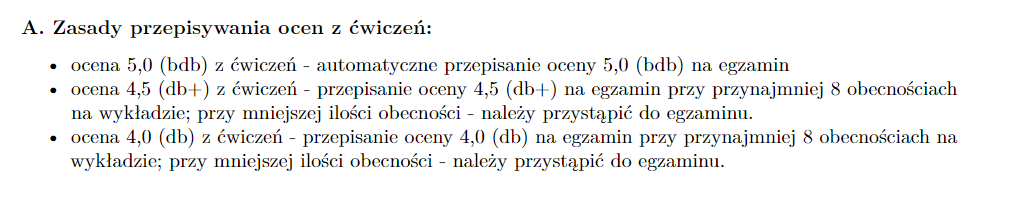 A. Zasady przepisywania ocen z ćwiczeń:
• ocena 5,0 (bdb) z ćwiczeń - automatyczne przepisanie oceny 5,0 (bdb) na egzamin
• ocena 4,5 (db+) z ćwiczeń - przepisanie oceny 4,5 (db+) na egzamin przy przynajmniej 8 obecnościach
na wykładzie; przy mniejszej ilości obecności - należy przystąpić do egzaminu.
• ocena 4,0 (db) z ćwiczeń - przepisanie oceny 4,0 (db) na egzamin przy przynajmniej 8 obecnościach na
wykładzie; przy mniejszej ilości obecności - należy przystąpić do egzaminu.